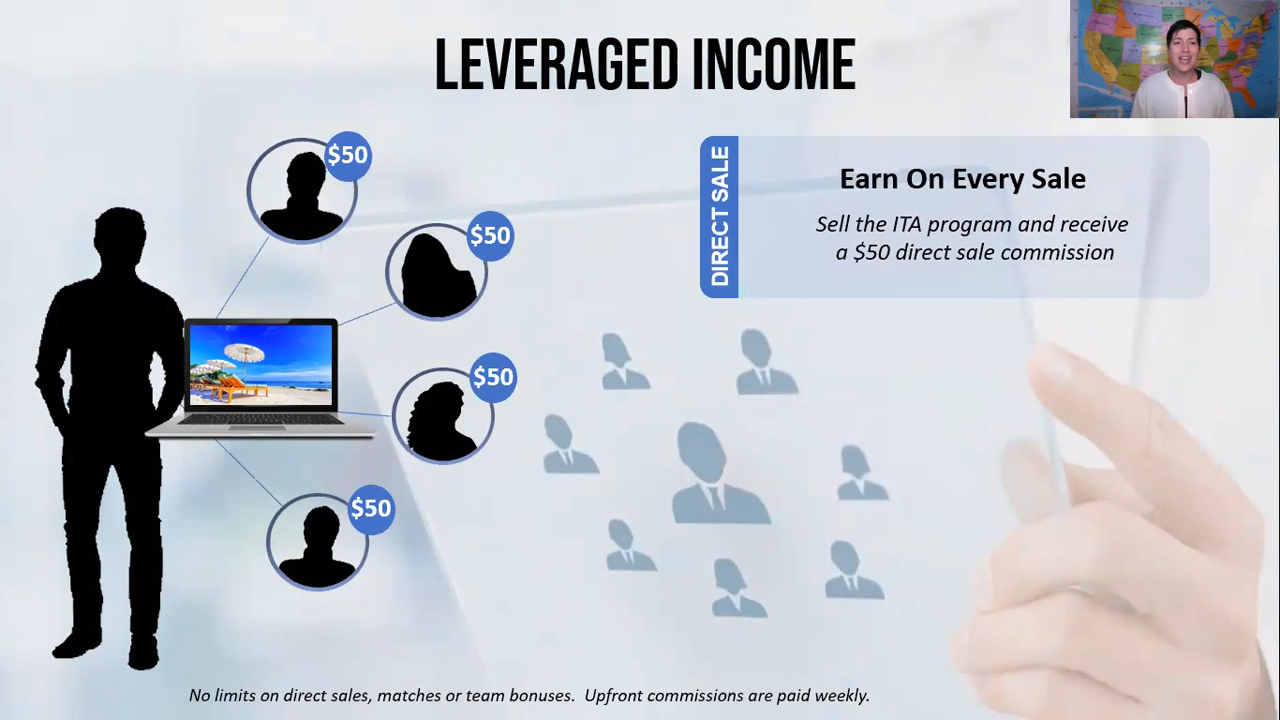 LEVERAGED INCOME
$50
$50
$50
$50
DIRECT SALE
Earn On Every Sale
Sell the ITA program and receive
a $50 direct sale commission
No limits on direct sales, matches or team bonuses. Upfront commissions are paid weekly.